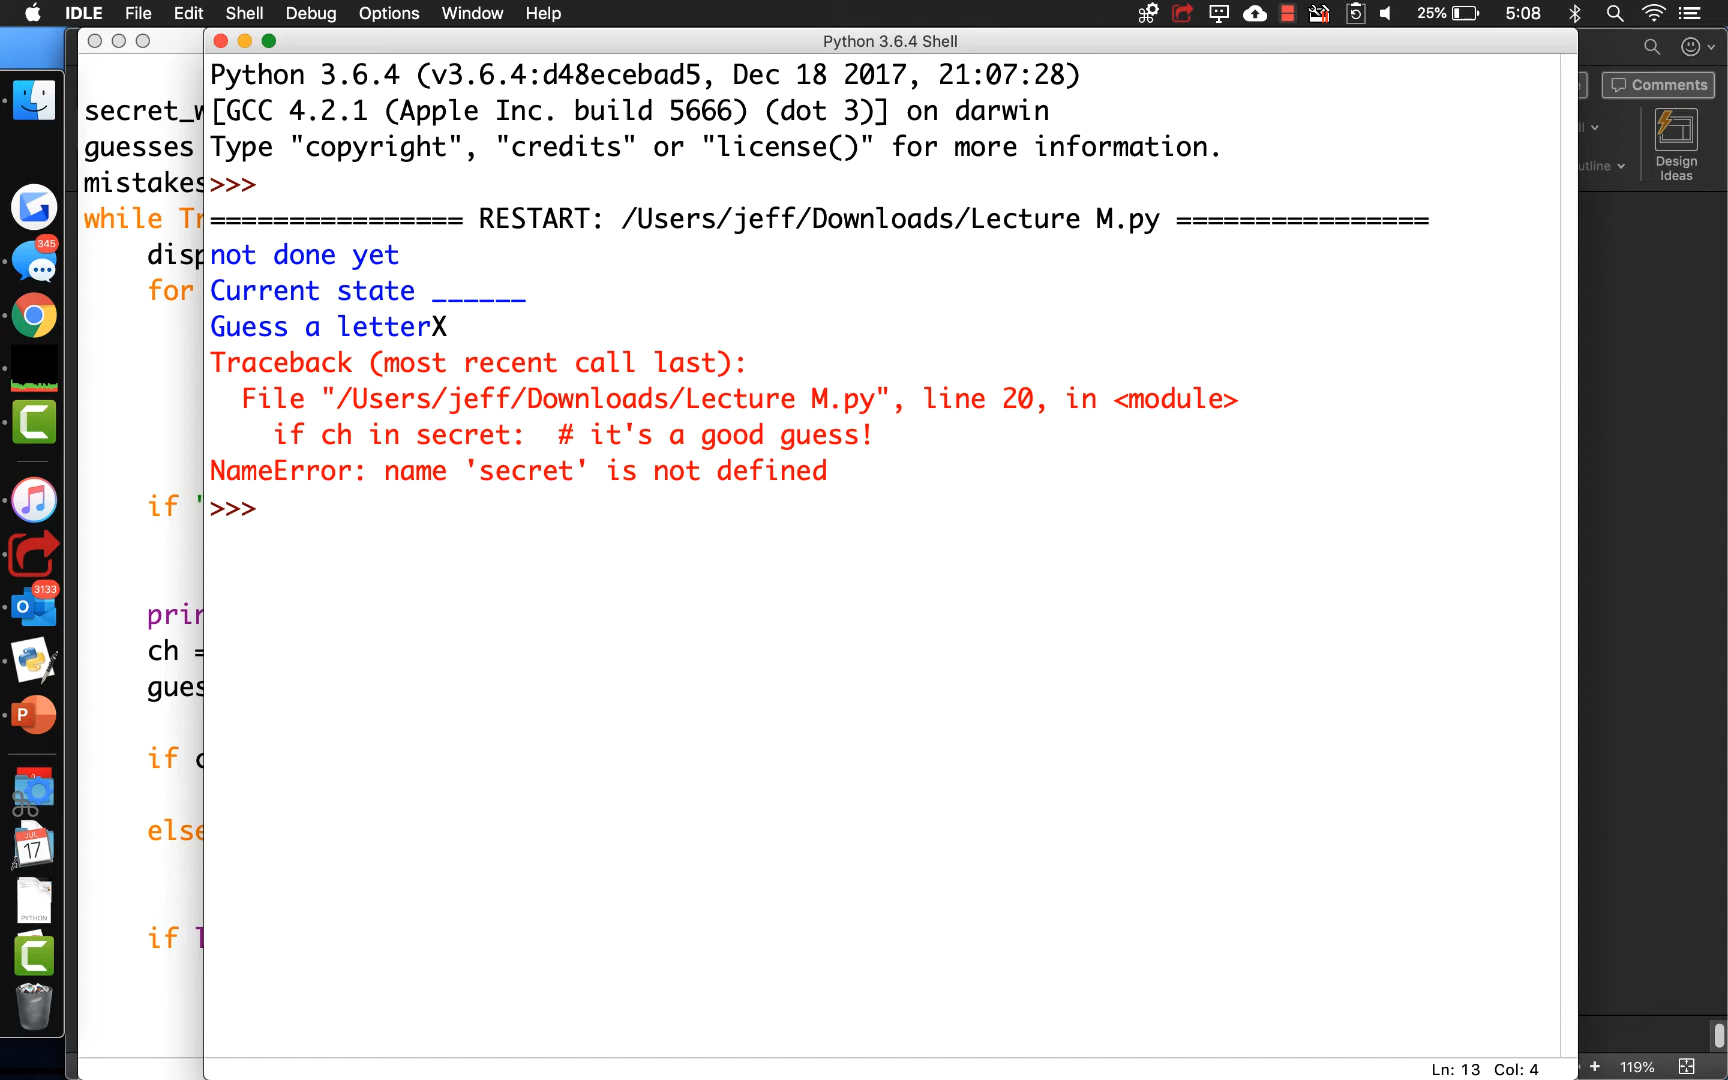 IDLE File Edit Shell Debug Options Window Help 25% 5:08
Python 3.6.4 Shell
Python 3.6.4 (v3.6.4:d48ecebad5, Dec 18 2017, 21:07:28)
[GCC 4.2.1 (Apple Inc. build 5666) (dot 3)] on darwin
Type "copyright", "credits" or "license()" for more information.
>>>
================ RESTART: /Users/jeff/Downloads/Lecture M.py ================
not done yet
Current state ______
Guess a letterX
Traceback (most recent call last):
  File "/Users/jeff/Downloads/Lecture M.py", line 20, in <module>
    if ch in secret:  # it's a good guess!
NameError: name 'secret' is not defined
>>>
Ln: 13 Col: 4
secret_w
guesses
mistakes
while Tr
disp
for
if '
prin
ch =
gues
if c
else
if l
Comments
utline
Design
Ideas
119%
345
3133
JUL
17
PYTHON